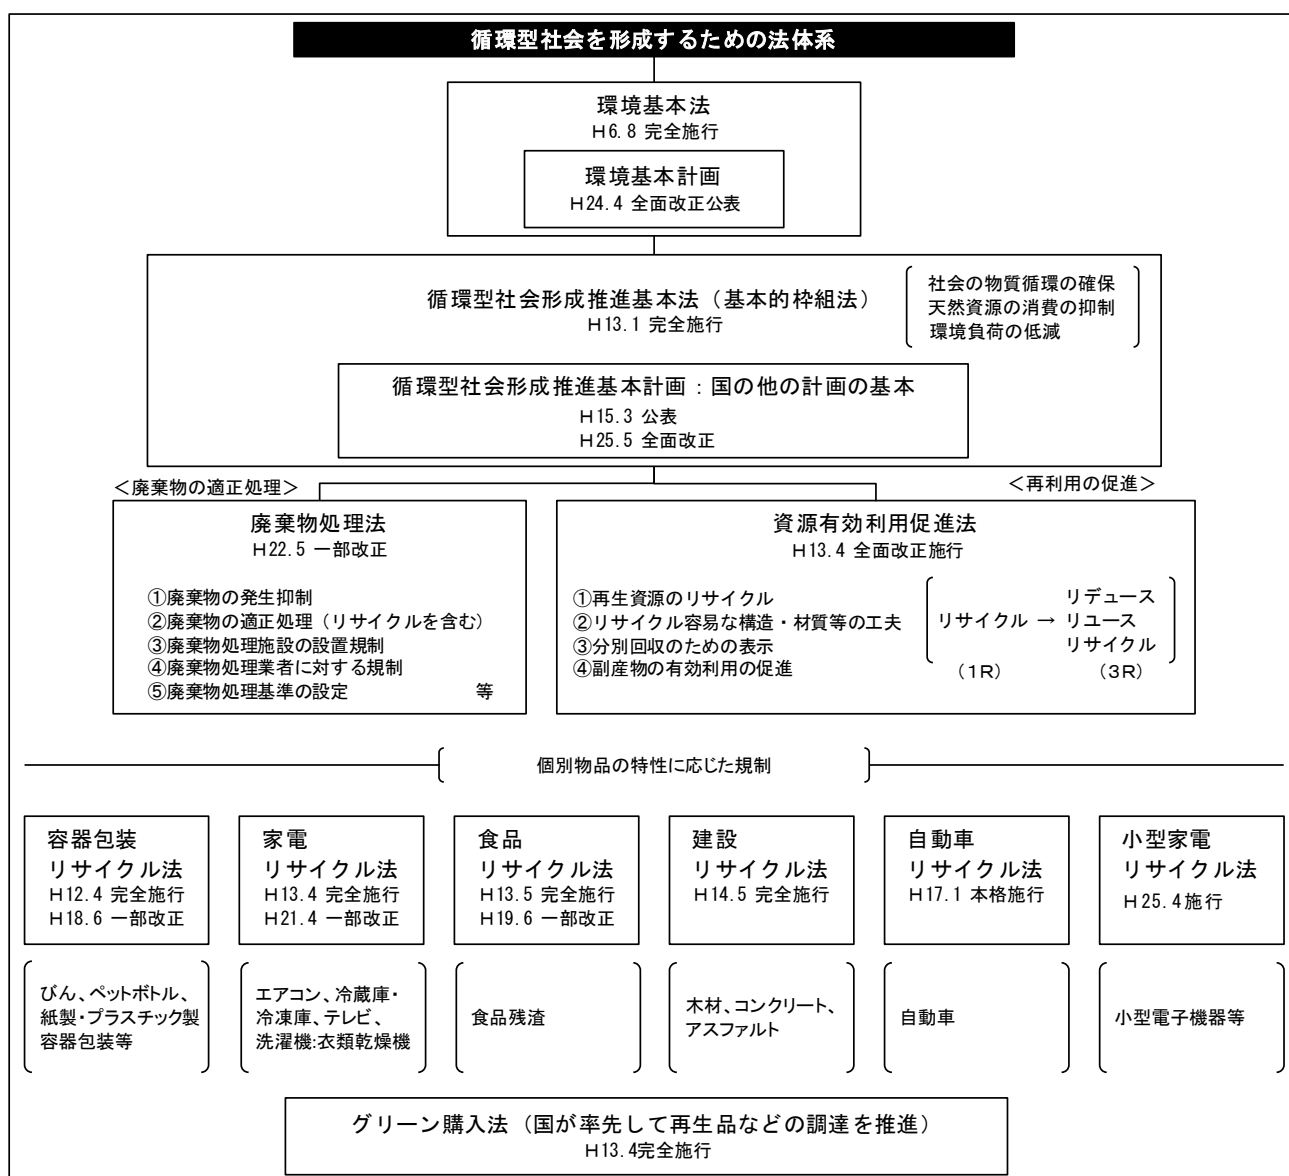 循環型社会を形成するための法体系
環境基本法
H6.8 完全施行
環境基本計画
H24.4 全面改正公表
循環型社会形成推進基本法（基本的枠組法）
H13.1 完全施行
社会の物質循環の確保
天然資源の消費の抑制
環境負荷の低減
循環型社会形成推進基本計画：国の他の計画の基本
H15.3 公表
H25.5 全面改正
＜廃棄物の適正処理＞
廃棄物処理法
H22.5 一部改正
①廃棄物の発生抑制
②廃棄物の適正処理（リサイクルを含む）
③廃棄物処理施設の設置規制
④廃棄物処理業者に対する規制
⑤廃棄物処理基準の設定 等
＜再利用の促進＞
資源有効利用促進法
H13.4 全面改正施行
①再生資源のリサイクル
②リサイクル容易な構造・材質等の工夫
③分別回収のための表示
④副産物の有効利用の促進
リデュース
リサイクル → リユース
リサイクル
（1R） （3R）
個別物品の特性に応じた規制
容器包装
リサイクル法
H12.4 完全施行
H18.6 一部改正
びん、ペットボトル、
紙製・プラスチック製
容器包装等
家電
リサイクル法
H13.4 完全施行
H21.4 一部改正
エアコン、冷蔵庫・
冷凍庫、テレビ、
洗濯機:衣類乾燥機
食品
リサイクル法
H13.5 完全施行
H19.6 一部改正
食品残渣
建設
リサイクル法
H14.5 完全施行
木材、コンクリート、
アスファルト
自動車
リサイクル法
H17.1 本格施行
自動車
小型家電
リサイクル法
H25.4施行
小型電子機器等
グリーン購入法（国が率先して再生品などの調達を推進）
H13.4完全施行